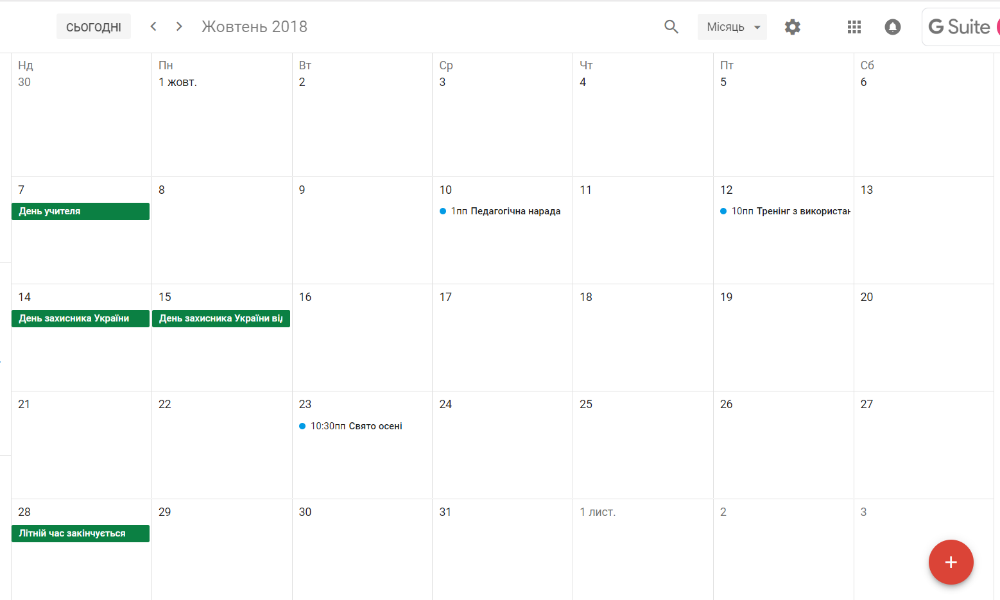 СЬОГОДНІ Жовтень 2018 Місяць G Suite
Нд Пн Вт Ср Чт Пт Сб
30 1 жовт. 2 3 4 5 6
7 8 9 10 11 12 13
День учителя 1пп Педагогічна нарада 10пп Тренінг з
14 15 16 17 18 19 20
День захисника України День захисника України
21 22 23 24 25 26 27
10:30пп Свято осені
28 29 30 31 1 лист. 2 3
Літній час закінчується